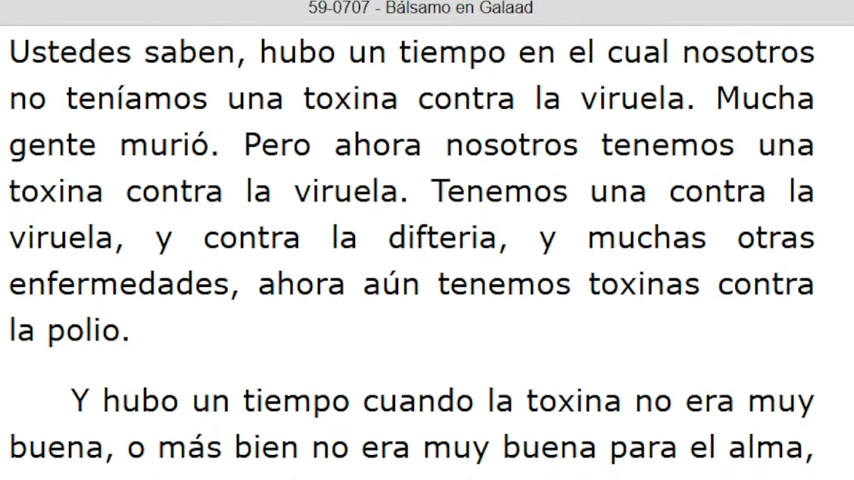 59-0707 - Bálsamo en Galaad
Ustedes saben, hubo un tiempo en el cual nosotros
no teníamos una toxina contra la viruela. Mucha
gente murió. Pero ahora nosotros tenemos una
toxina contra la viruela. Tenemos una contra la
viruela, y contra la difteria, y muchas otras
enfermedades, ahora aún tenemos toxinas contra
la polio.
Y hubo un tiempo cuando la toxina no era muy
buena, o más bien no era muy buena para el alma,